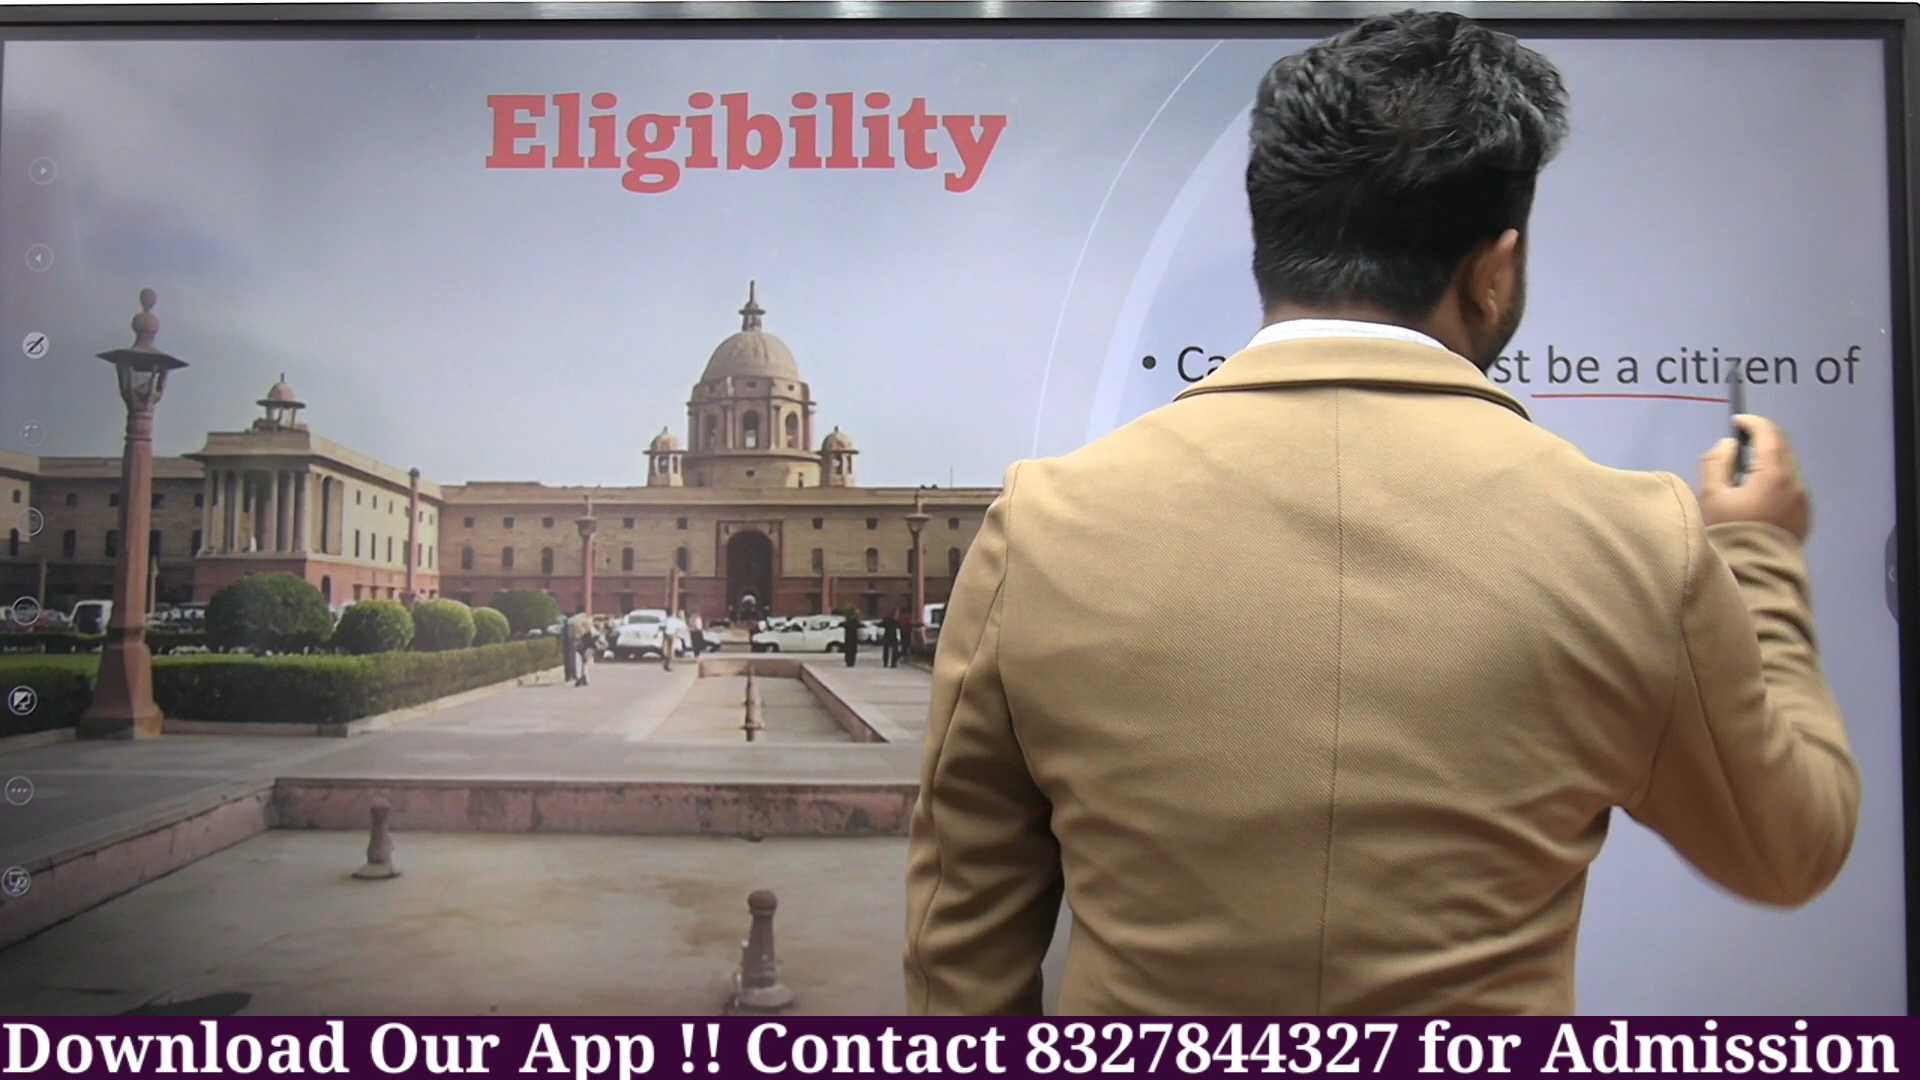 Eligibility
• Ca st be a citizen of
Download Our App !! Contact 8327844327 for Admission